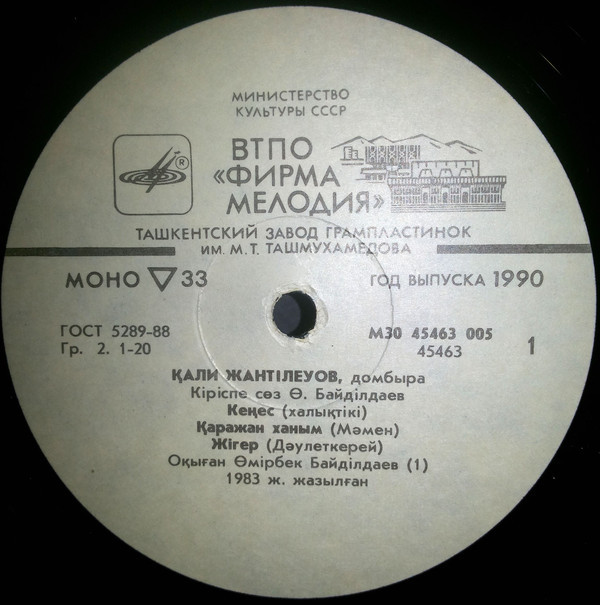 МИНИСТЕРСТВО
КУЛЬТУРЫ СССР
ВТПО
«ФИРМА
МЕЛОДИЯ»
®
ТАШКЕНТСКИЙ ЗАВОД ГРАМПЛАСТИНОК
ИМ. М.Т. ТАШМУХАМЕДОВА
МОНО ▽ 33
ГОД ВЫПУСКА 1990
ГОСТ 5289-88
Гр. 2. 1-20
М30 45463 005
45463
1
ҚАЛИ ЖАНТІЛЕУОВ, домбыра
Кіріспе сөз Ө. Байділдаев
Кеңес (халықтікі)
Қаражан ханым (Мәмен)
Жігер (Дәулеткерей)
Оқыған Өмірбек Байділдаев (1)
1983 ж. жазылған